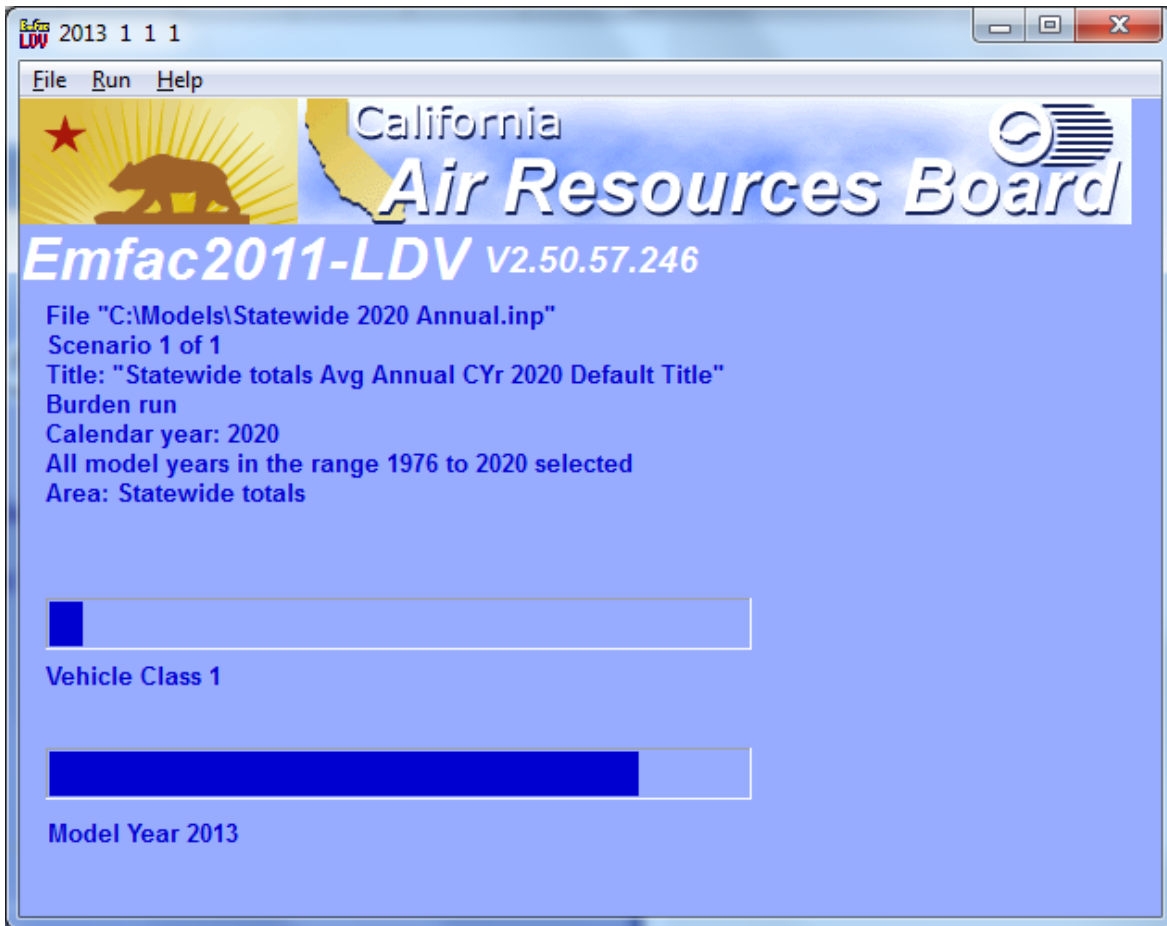 Emfac
LDV
2013 1 1 1
File Run Help
California
Air Resources Board
Emfac2011-LDV V2.50.57.246
File "C:\Models\Statewide 2020 Annual.inp"
Scenario 1 of 1
Title: "Statewide totals Avg Annual CYr 2020 Default Title"
Burden run
Calendar year: 2020
All model years in the range 1976 to 2020 selected
Area: Statewide totals
Vehicle Class 1
Model Year 2013